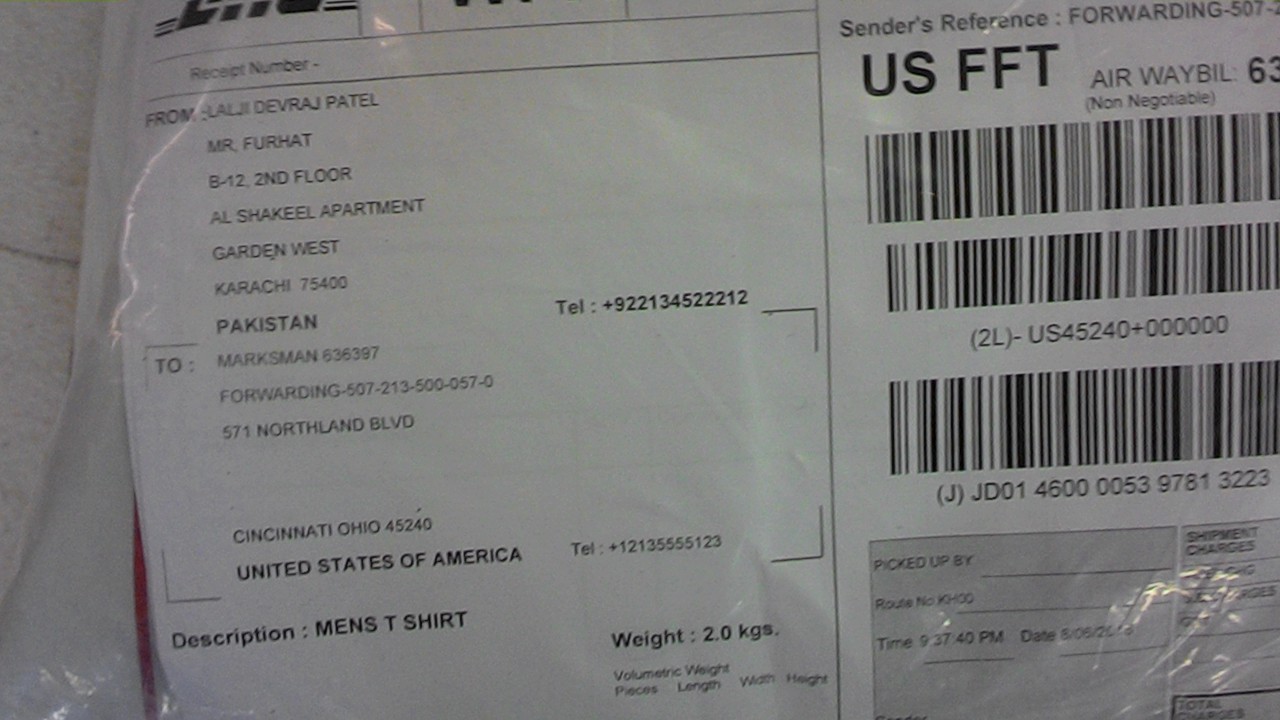 Receipt Number -
FROM : LALJI DEVRAJ PATEL
MR. FURHAT
B-12, 2ND FLOOR
AL SHAKEEL APARTMENT
GARDEN WEST
KARACHI 75400
PAKISTAN
Tel : +922134522212
TO : MARKSMAN 636397
FORWARDING-507-213-500-057-0
571 NORTHLAND BLVD
CINCINNATI OHIO 45240
UNITED STATES OF AMERICA
Tel : +12135555123
Description : MENS T SHIRT
Weight : 2.0 kgs.
Volumetric Weight
Pieces Length Width Height
Sender's Reference : FORWARDING-507-2
US FFT AIR WAYBIL: 63
(Non Negotiable)
(2L)- US45240+000000
(J) JD01 4600 0053 9781 3223
PICKED UP BY
Route No KH00
Time 9:37:40 PM Date
SHIPMENT
CHARGES
TOTAL
CHARGES